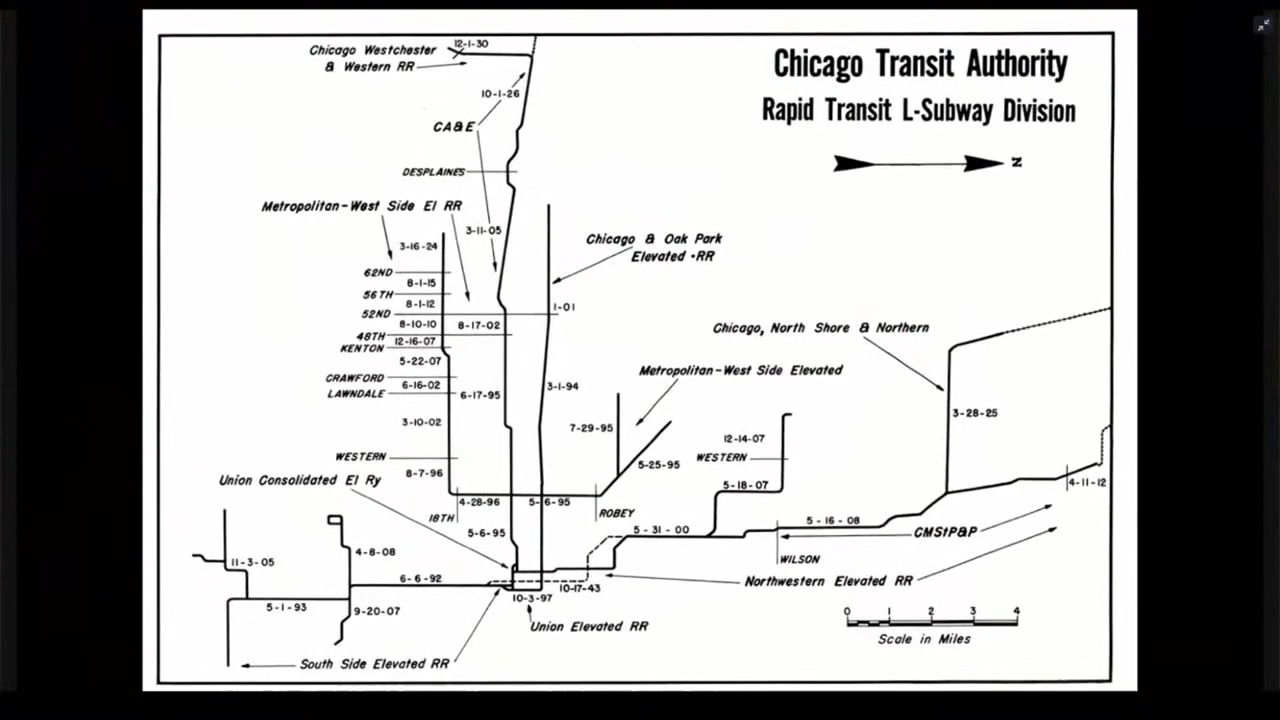 Chicago Transit Authority
Rapid Transit L-Subway Division
N
12-1-30
Chicago Westchester
& Western RR
10-1-26
CA&E
DESPLAINES
Metropolitan-West Side El RR
3-11-05
3-16-24
Chicago & Oak Park
Elevated •RR
62ND
8-1-15
56TH
8-1-12
1-01
52ND
8-10-10
8-17-02
Chicago, North Shore & Northern
48TH
12-16-07
KENTON
5-22-07
Metropolitan-West Side Elevated
CRAWFORD
6-16-02
3-1-94
LAWNDALE
6-17-95
3-28-25
3-10-02
7-29-95
12-14-07
WESTERN
WESTERN
5-25-95
8-7-96
Union Consolidated El Ry
5-18-07
4-11-12
4-28-96
5-6-95
18TH
ROBEY
5-16-08
5-6-95
5-31-00
CMStP&P
4-8-08
WILSON
11-3-05
6-6-92
Northwestern Elevated RR
10-17-43
10-3-97
5-1-93
9-20-07
0 1 2 3 4
Union Elevated RR
Scale in Miles
South Side Elevated RR